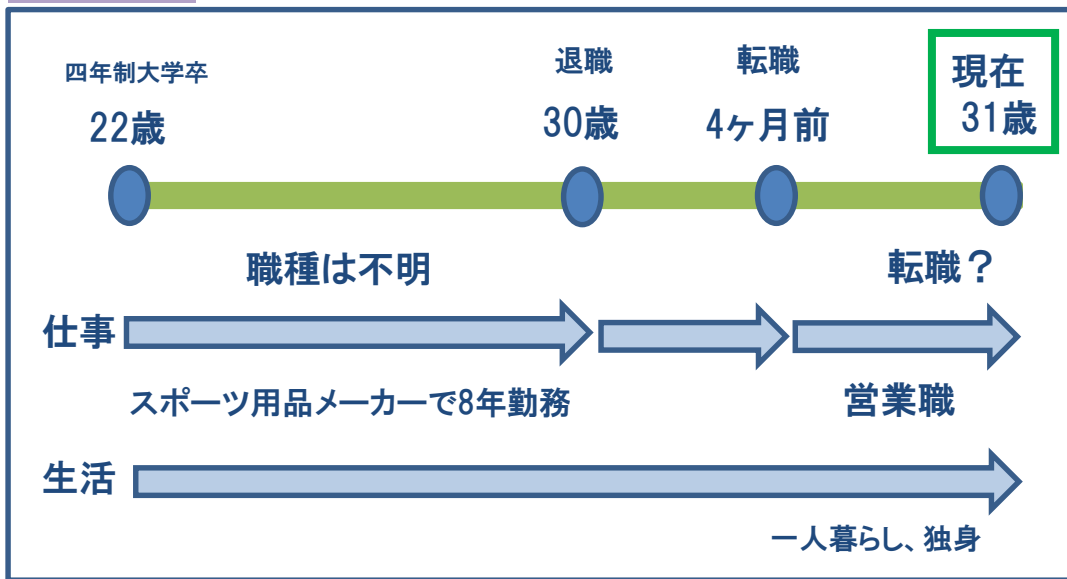 四年制大学卒
22歳
退職
30歳
転職
4ヶ月前
現在
31歳
職種は不明
転職？
仕事
スポーツ用品メーカーで8年勤務
営業職
生活
一人暮らし、独身